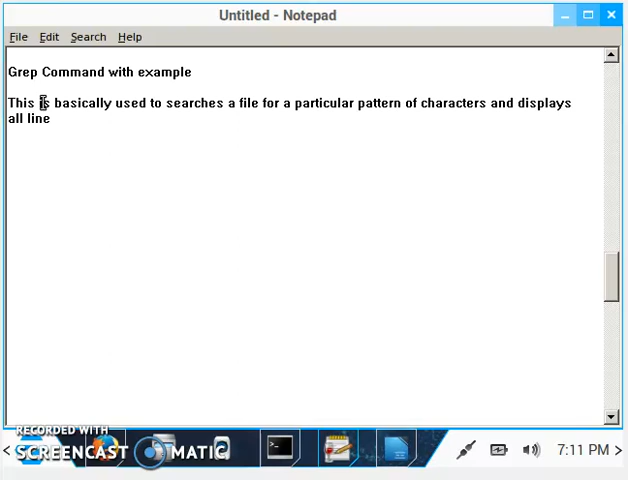 Untitled - Notepad
File Edit Search Help
Grep Command with example
This is basically used to searches a file for a particular pattern of characters and displays
all line
RECORDED WITH
SCREENCAST MATIC
7:11 PM